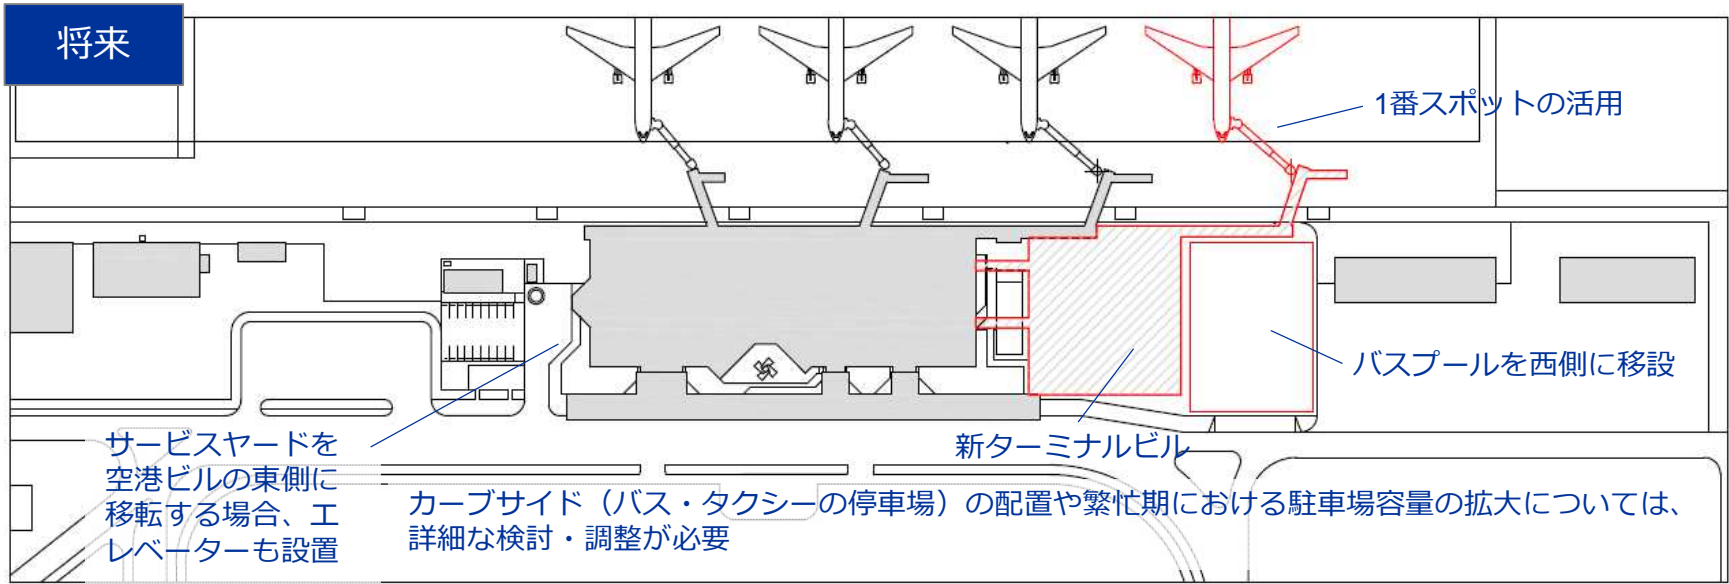 将来
1番スポットの活用
バスプールを西側に移設
新ターミナルビル
サービスヤードを
空港ビルの東側に
移転する場合、エ
レベーターも設置
カーブサイド（バス・タクシーの停車場）の配置や繁忙期における駐車場容量の拡大については、
詳細な検討・調整が必要